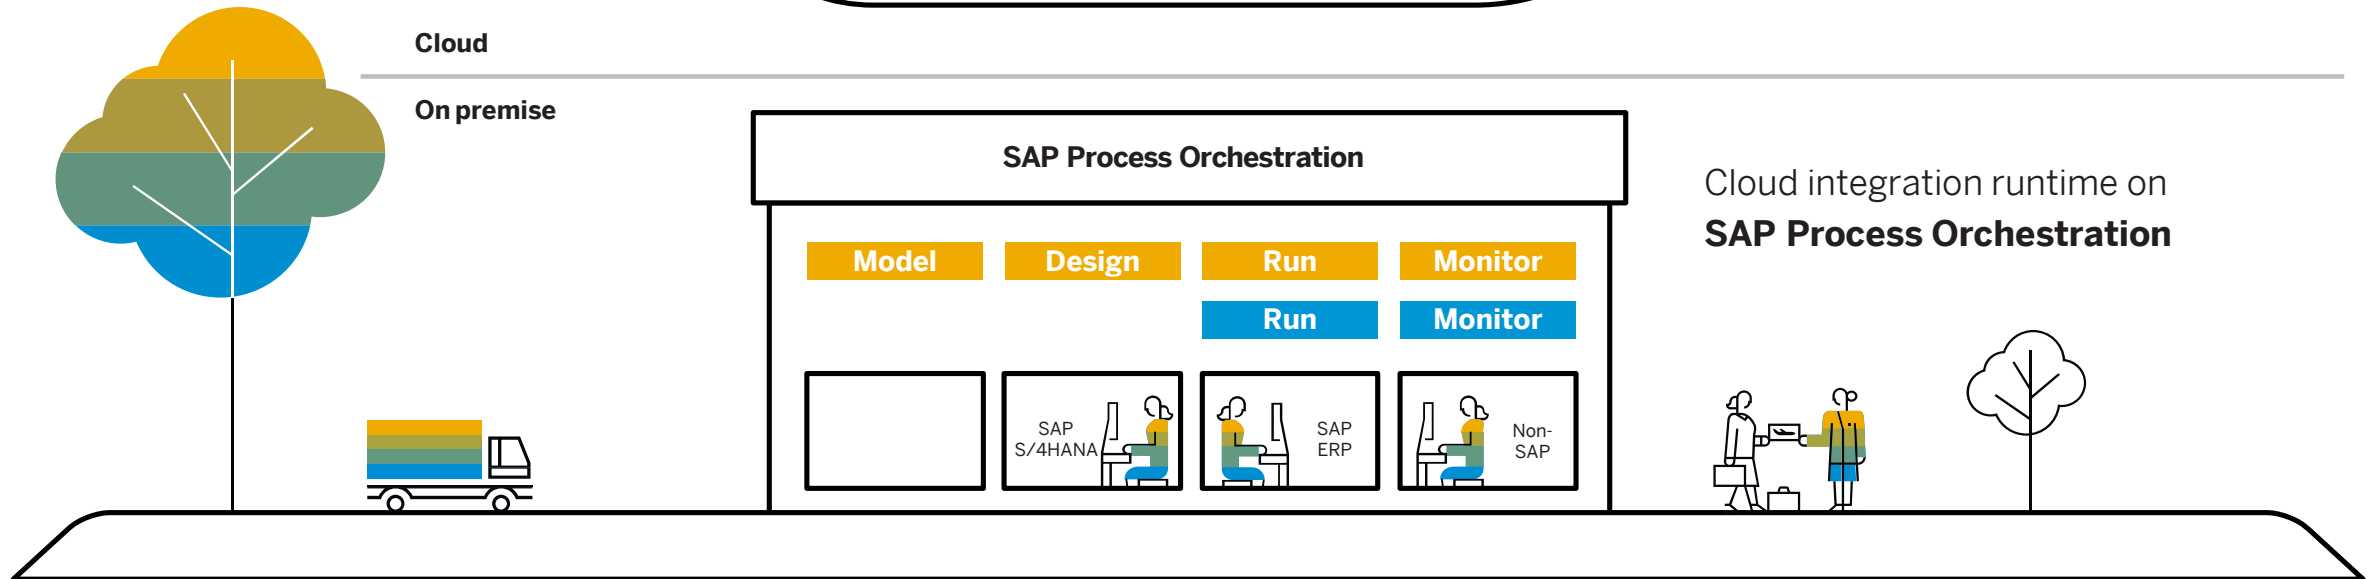 Cloud
On premise
SAP Process Orchestration
Cloud integration runtime on
SAP Process Orchestration
Model
Design
Run
Monitor
Run
Monitor
SAP
S/4HANA
SAP
ERP
Non-
SAP